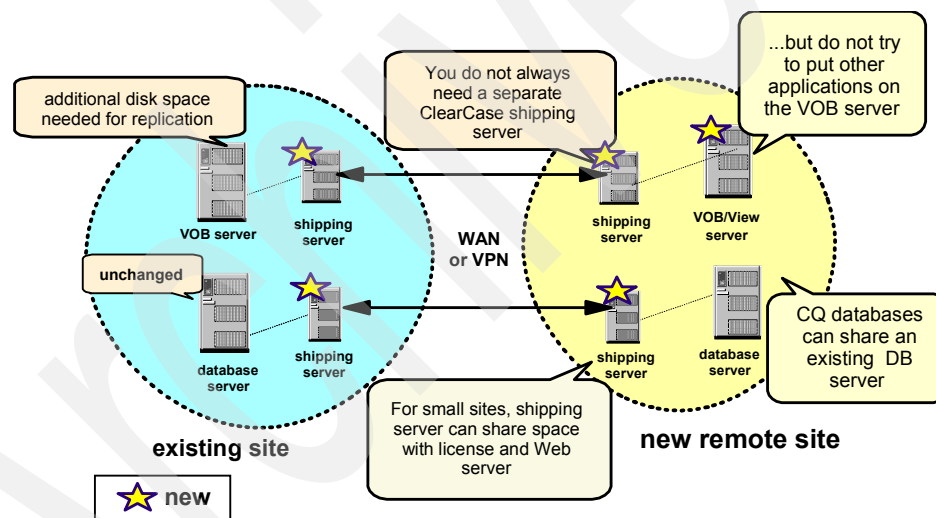 additional disk space
needed for replication
You do not always
need a separate
ClearCase shipping
server
...but do not try
to put other
applications on
the VOB server
VOB server
shipping
server
shipping
server
VOB/View
server
WAN
or VPN
unchanged
database
server
shipping
server
shipping
server
database
server
CQ databases
can share an
existing DB
server
For small sites, shipping
server can share space
with license and Web
server
existing site
new remote site
new